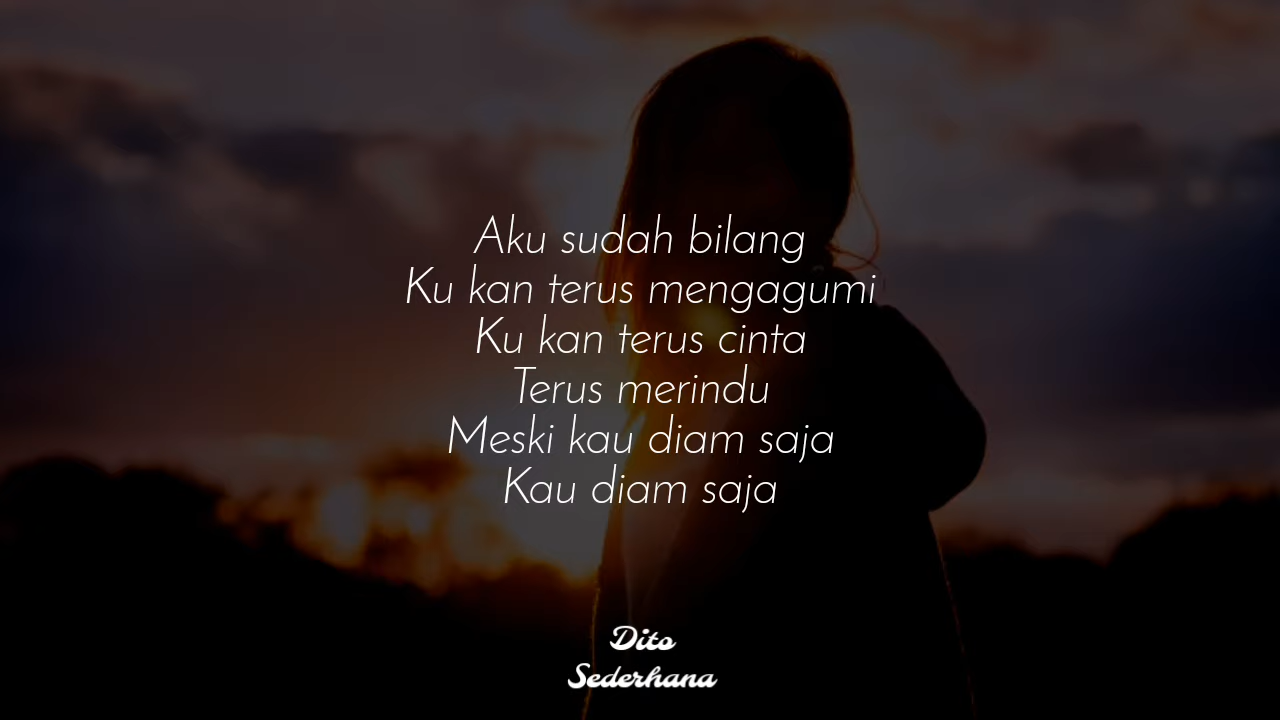 Aku sudah bilang
Ku kan terus mengagumi
Ku kan terus cinta
Terus merindu
Meski kau diam saja
Kau diam saja
Dito
Sederhana